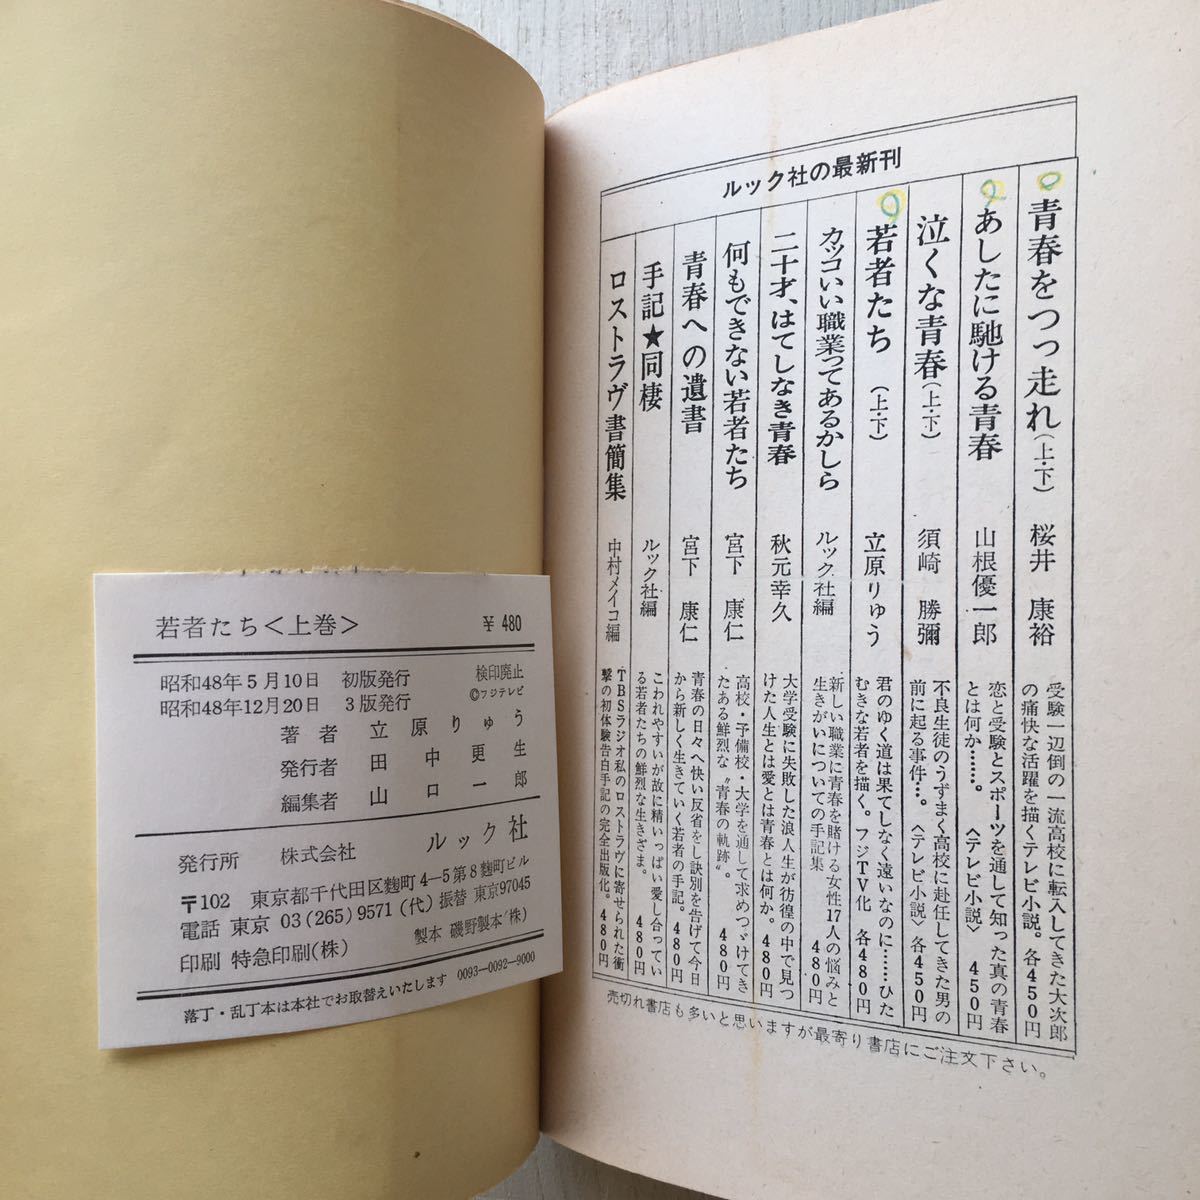 若者たち<上巻>
¥ 480
昭和48年5月10日 初版発行
昭和48年12月20日 3版発行
検印廃止
©フジテレビ
著者 立原りゅう
発行者 田中更生
編集者 山口一郎
発行所 株式会社 ルック社
〒102 東京都千代田区麴町4−5第8麴町ビル
電話 東京 03(265)9571(代)振替 東京97045
印刷 特急印刷(株) 製本 磯野製本(株)
落丁・乱丁本は本社でお取替えいたします 0093—0092—9000
ルック社の最新刊
青春をつっ走れ(上・下) 桜井 康裕
受験一辺倒の一流高校に転入してきた大次郎
の痛快な活躍を描くテレビ小説。各450円
あしたに馳ける青春 山根優一郎
恋と受験とスポーツを通して知った真の青春
とは何か……。 〈テレビ小説〉 450円
泣くな青春(上・下) 須崎 勝彌
不良生徒のうずまく高校に赴任してきた男の
前に起る事件…。〈テレビ小説〉各450円
若者たち (上・下) 立原りゅう
君のゆく道は果てしなく遠いなのに……ひた
むきな若者を描く。フジTV化 各480円
カッコいい職業ってあるかしら ルック社編
新しい職業に青春を賭ける女性17人の悩みと
生きがいについての手記集 480円
二十才、はてしなき青春 秋元幸久
大学受験に失敗した浪人生が彷徨の中で見つ
けた人生とは愛とは青春とは何か。480円
何もできない若者たち 宮下 康仁
高校・予備校・大学を通して求めつゞけてき
たある鮮烈な〝青春の軌跡〟。 480円
青春への遺書 宮下 康仁
青春の日々へ快い反省をし訣別を告げて今日
から新しく生きていく若者の手記。480円
手記★同棲 ルック社編
こわれやすいが故に精いっぱい愛し合ってい
る若者たちの鮮烈な生きざま。 480円
ロストラヴ書簡集 中村メイコ編
TBSラジオ私のロストラヴに寄せられた衝
撃の初体験告白手記の完全出版化。480円
売切れ書店も多いと思いますが最寄り書店にご注文下さい。